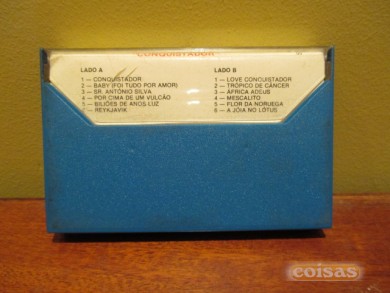 CONQUISTADOR
LADO A
1 — CONQUISTADOR
2 — BABY (FOI TUDO POR AMOR)
3 — SR. ANTÓNIO SILVA
4 — POR CIMA DE UM VULCÃO
5 — BILIÕES DE ANOS LUZ
— REYKJAVIK
LADO B
1 — LOVE CONQUISTADOR
2 — TRÓPICO DE CÂNCER
3 — ÁFRICA ADEUS
4 — MESCALITO
5 — FLOR DA NORUEGA
6 — A JÓIA NO LÓTUS
coisas